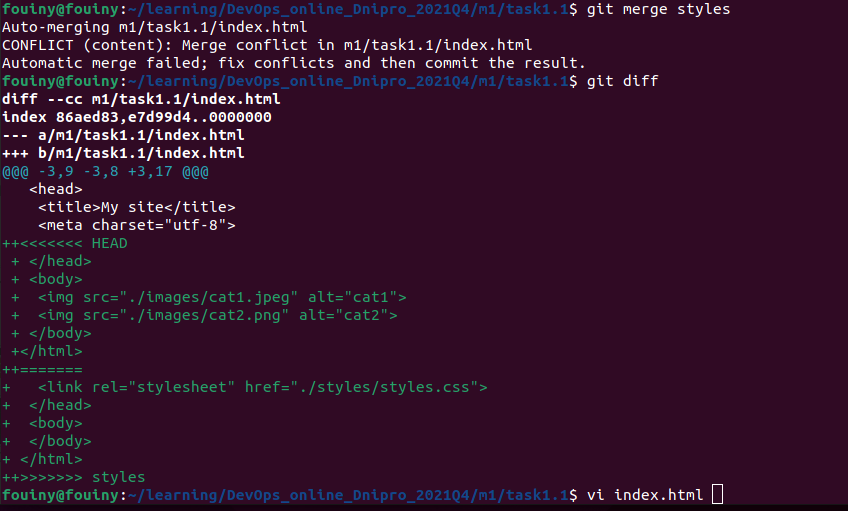 fouiny@fouiny:~/learning/DevOps_online_Dnipro_2021Q4/m1/task1.1$ git merge styles
Auto-merging m1/task1.1/index.html
CONFLICT (content): Merge conflict in m1/task1.1/index.html
Automatic merge failed; fix conflicts and then commit the result.
fouiny@fouiny:~/learning/DevOps_online_Dnipro_2021Q4/m1/task1.1$ git diff
diff --cc m1/task1.1/index.html
index 86aed83,e7d99d4..0000000
--- a/m1/task1.1/index.html
+++ b/m1/task1.1/index.html
@@@ -3,9 -3,8 +3,17 @@@
   <head>
    <title>My site</title>
    <meta charset="utf-8">
++<<<<<<< HEAD
 + </head>
 + <body>
 +  <img src="./images/cat1.jpeg" alt="cat1">
 +  <img src="./images/cat2.png" alt="cat2">
 + </body>
 +</html>
++=======
+   <link rel="stylesheet" href="./styles/styles.css">
+  </head>
+  <body>
+  </body>
+ </html>
++>>>>>>> styles
fouiny@fouiny:~/learning/DevOps_online_Dnipro_2021Q4/m1/task1.1$ vi index.html